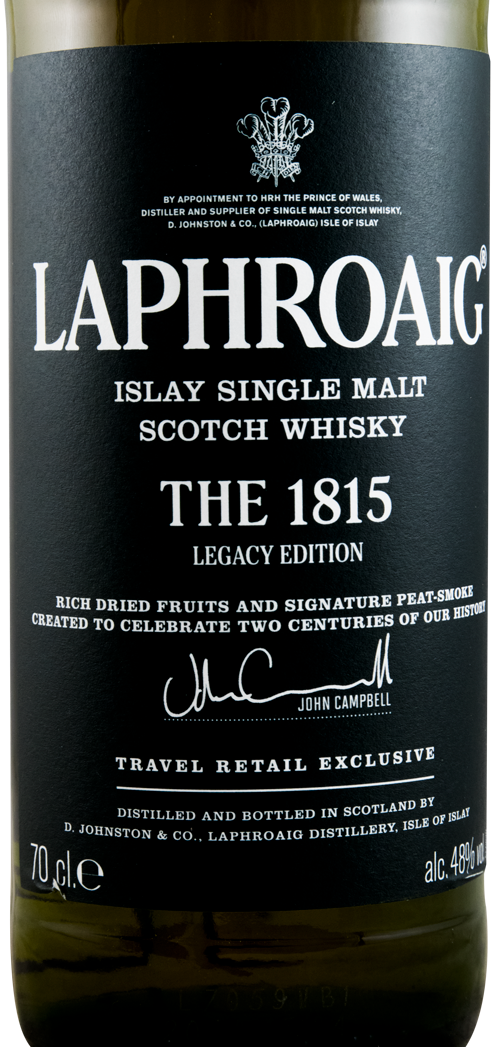 BY APPOINTMENT TO HRH THE PRINCE OF WALES,
DISTILLER AND SUPPLIER OF SINGLE MALT SCOTCH WHISKY,
D. JOHNSTON & CO., (LAPHROAIG) ISLE OF ISLAY
LAPHROAIG®
ISLAY SINGLE MALT
SCOTCH WHISKY
THE 1815
LEGACY EDITION
RICH DRIED FRUITS AND SIGNATURE PEAT-SMOKE
CREATED TO CELEBRATE TWO CENTURIES OF OUR HISTORY
John Campbell
JOHN CAMPBELL
TRAVEL RETAIL EXCLUSIVE
DISTILLED AND BOTTLED IN SCOTLAND BY
D. JOHNSTON & CO., LAPHROAIG DISTILLERY, ISLE OF ISLAY
70 cl.e alc. 48% vol.